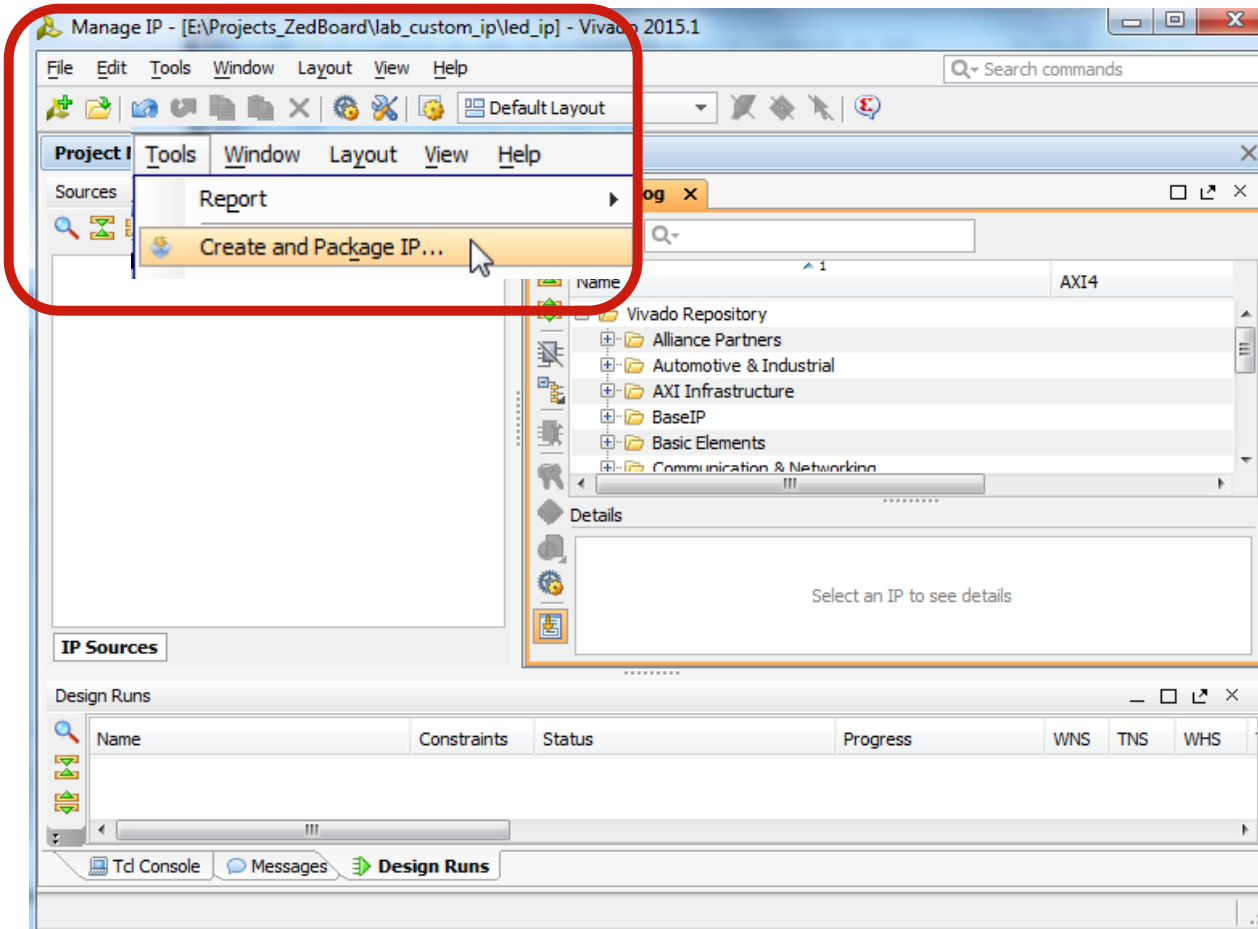 Manage IP - [E:\Projects_ZedBoard\lab_custom_ip\led_ip] - Vivado 2015.1
File Edit Tools Window Layout View Help
Search commands
Default Layout
Project
Tools Window Layout View Help
Sources
Report
og
Create and Package IP...
1
Name AXI4
Vivado Repository
Alliance Partners
Automotive & Industrial
AXI Infrastructure
BaseIP
Basic Elements
Communication & Networking
Details
Select an IP to see details
IP Sources
Design Runs
Name Constraints Status Progress WNS TNS WHS
Tcl Console Messages Design Runs